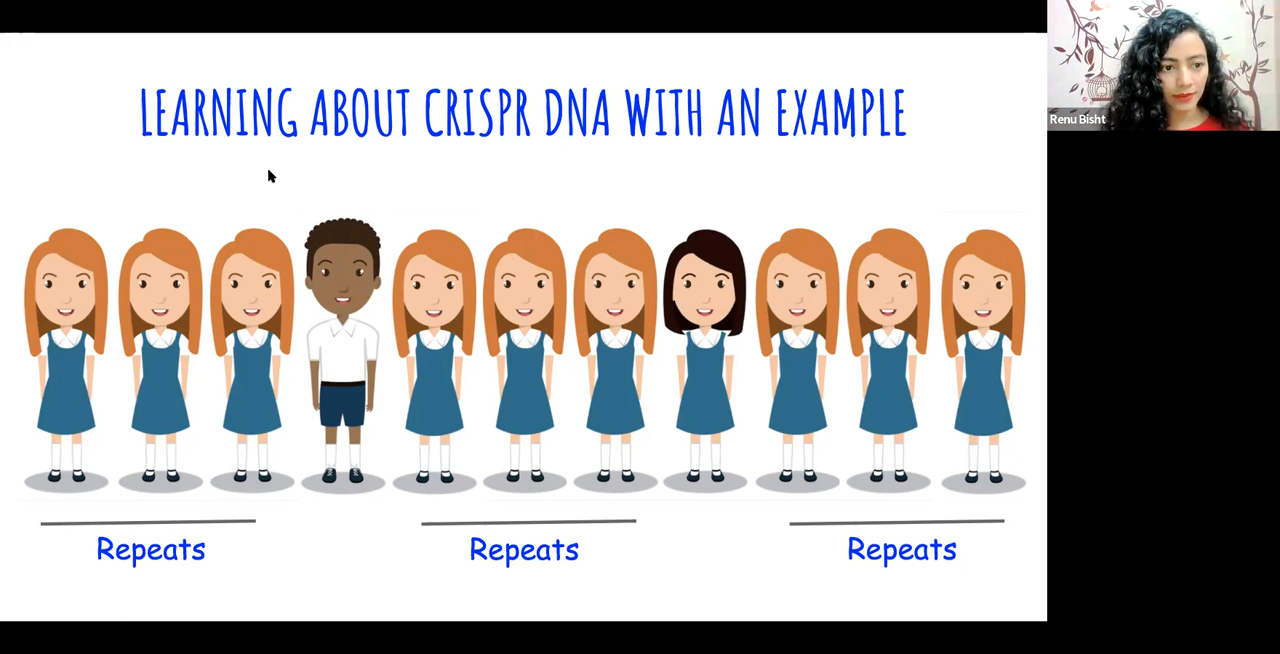 LEARNING ABOUT CRISPR DNA WITH AN EXAMPLE
Renu Bisht
Repeats
Repeats
Repeats